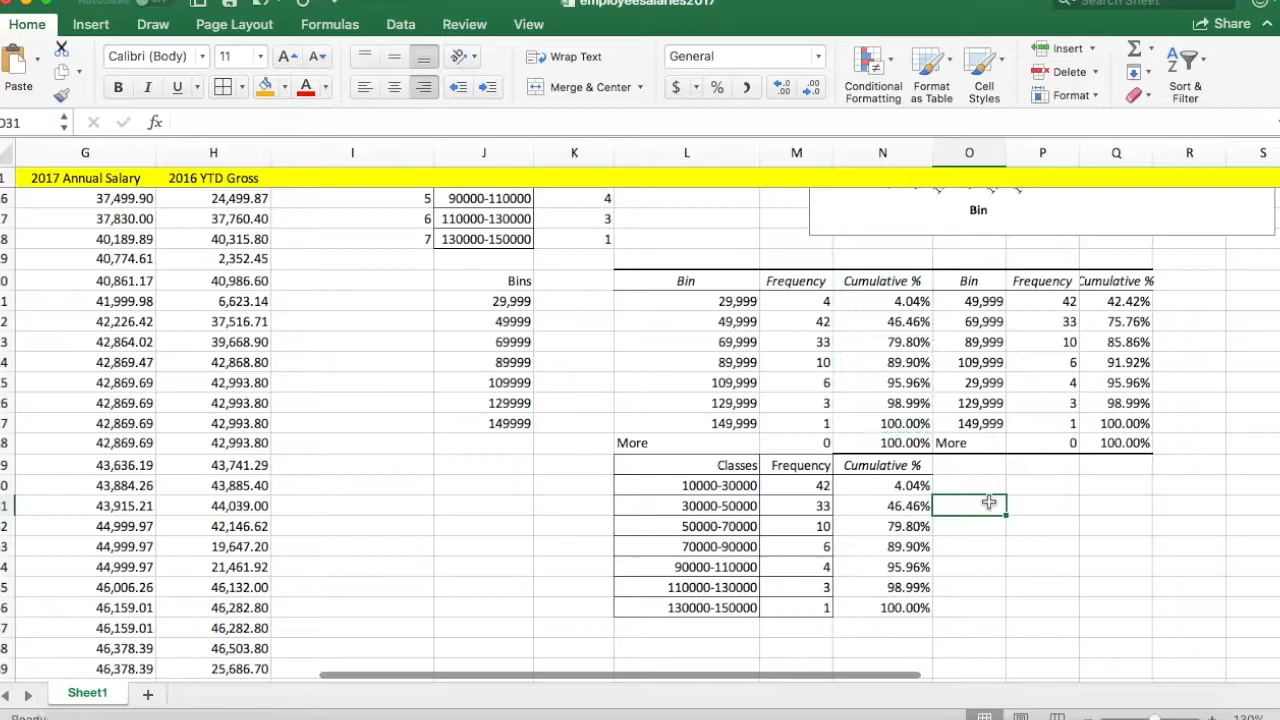 AutoSave OFF employeesalaries2017 Search Sheet
Home Insert Draw Page Layout Formulas Data Review View Share
Paste Calibri (Body) 11 A A Wrap Text General Insert Σ
B I U A Merge & Center $ % Conditional Formatting Format as Table Cell Styles Delete Format Sort & Filter
O31 fx
G H I J K L M N O P Q R S
1 2017 Annual Salary 2016 YTD Gross
37,499.90 24,499.87 5 90000-110000 4
37,830.00 37,760.40 6 110000-130000 3 Bin
40,189.89 40,315.80 7 130000-150000 1
40,774.61 2,352.45
40,861.17 40,986.60 Bins Bin Frequency Cumulative % Bin Frequency Cumulative %
41,999.98 6,623.14 29,999 29,999 4 4.04% 49,999 42 42.42%
42,226.42 37,516.71 49999 49,999 42 46.46% 69,999 33 75.76%
42,864.02 39,668.90 69999 69,999 33 79.80% 89,999 10 85.86%
42,869.47 42,868.80 89999 89,999 10 89.90% 109,999 6 91.92%
42,869.69 42,993.80 109999 109,999 6 95.96% 29,999 4 95.96%
42,869.69 42,993.80 129999 129,999 3 98.99% 129,999 3 98.99%
42,869.69 42,993.80 149999 149,999 1 100.00% 149,999 1 100.00%
42,869.69 42,993.80 More 0 100.00% More 0 100.00%
43,636.19 43,741.29 Classes Frequency Cumulative %
43,884.26 43,885.40 10000-30000 42 4.04%
43,915.21 44,039.00 30000-50000 33 46.46%
44,999.97 42,146.62 50000-70000 10 79.80%
44,999.97 19,647.20 70000-90000 6 89.90%
44,999.97 21,461.92 90000-110000 4 95.96%
46,006.26 46,132.00 110000-130000 3 98.99%
46,159.01 46,282.80 130000-150000 1 100.00%
46,159.01 46,282.80
46,378.39 46,503.80
46,378.39 25,686.70
Sheet1
Ready 130%